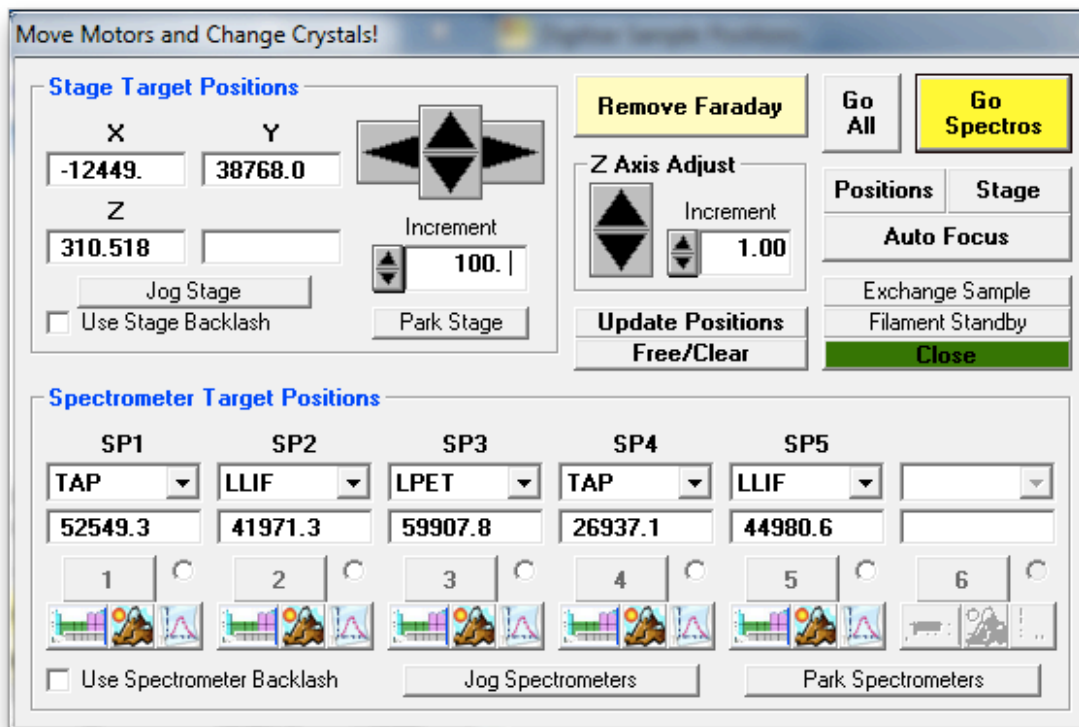 Move Motors and Change Crystals!
Digitize Sample Positions
Stage Target Positions
X Y
-12449. 38768.0
Z
310.518
Increment
100.
Jog Stage
Use Stage Backlash
Park Stage
Remove Faraday
Z Axis Adjust
Increment
1.00
Update Positions
Free/Clear
Go All
Go Spectros
Positions Stage
Auto Focus
Exchange Sample
Filament Standby
Close
Spectrometer Target Positions
SP1 SP2 SP3 SP4 SP5
TAP LLIF LPET TAP LLIF
52549.3 41971.3 59907.8 26937.1 44980.6
1 2 3 4 5 6
Use Spectrometer Backlash Jog Spectrometers Park Spectrometers